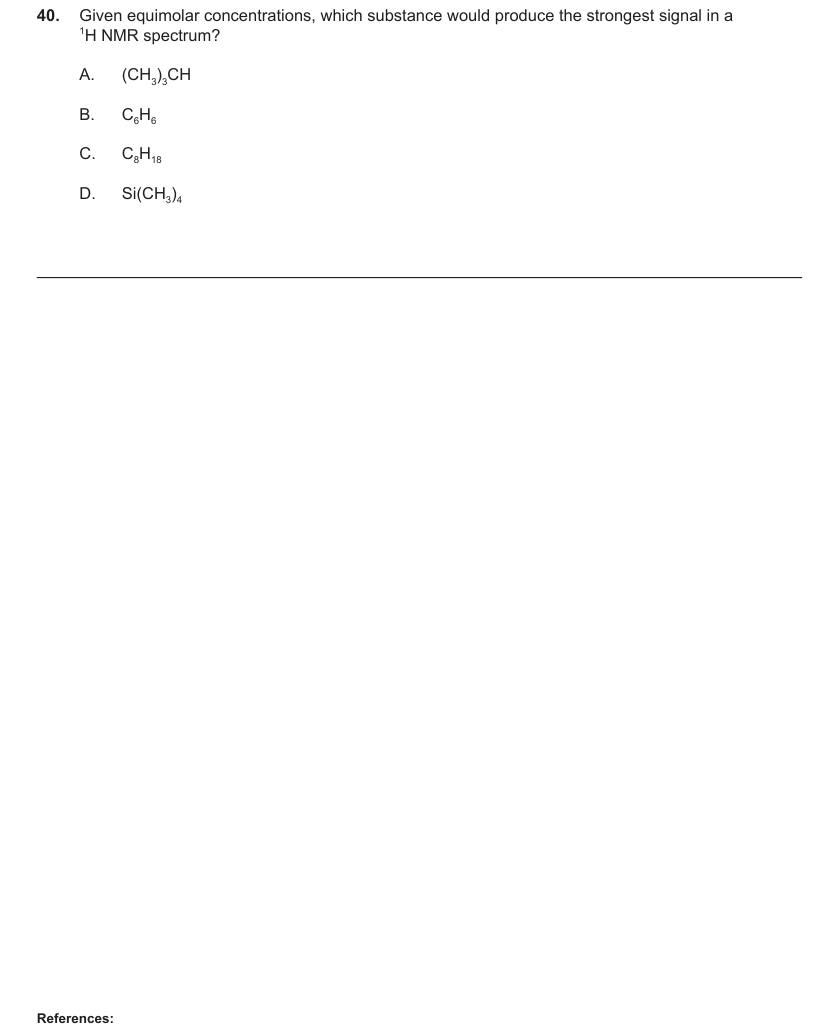 40. Given equimolar concentrations, which substance would produce the strongest signal in a
¹H NMR spectrum?
A. (CH₃)₃CH
B. C₆H₆
C. C₈H₁₈
D. Si(CH₃)₄
References: